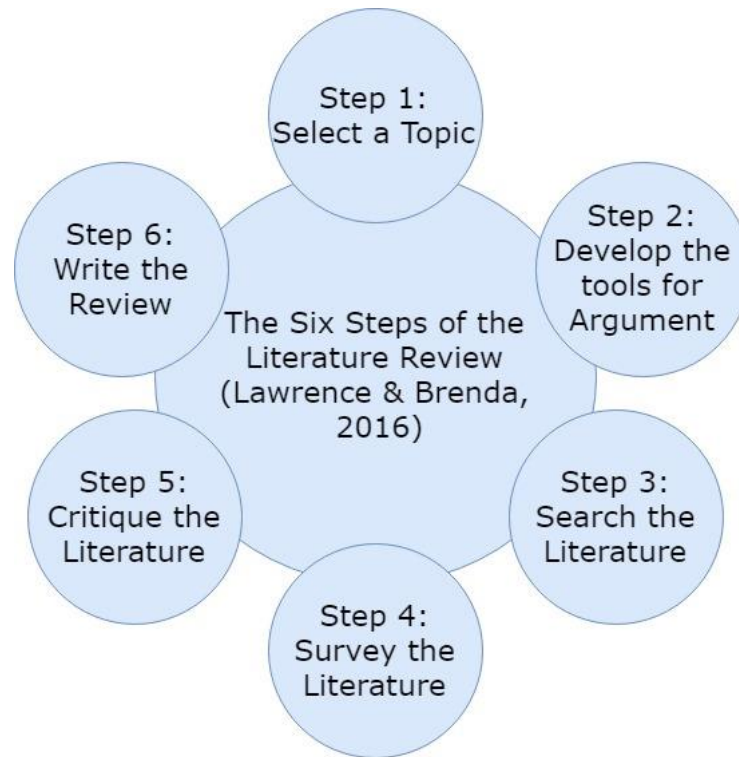 Step 1:
Select a Topic
Step 2:
Develop the
tools for
Argument
Step 3:
Search the
Literature
Step 4:
Survey the
Literature
Step 5:
Critique the
Literature
Step 6:
Write the
Review
The Six Steps of the
Literature Review
(Lawrence & Brenda,
2016)